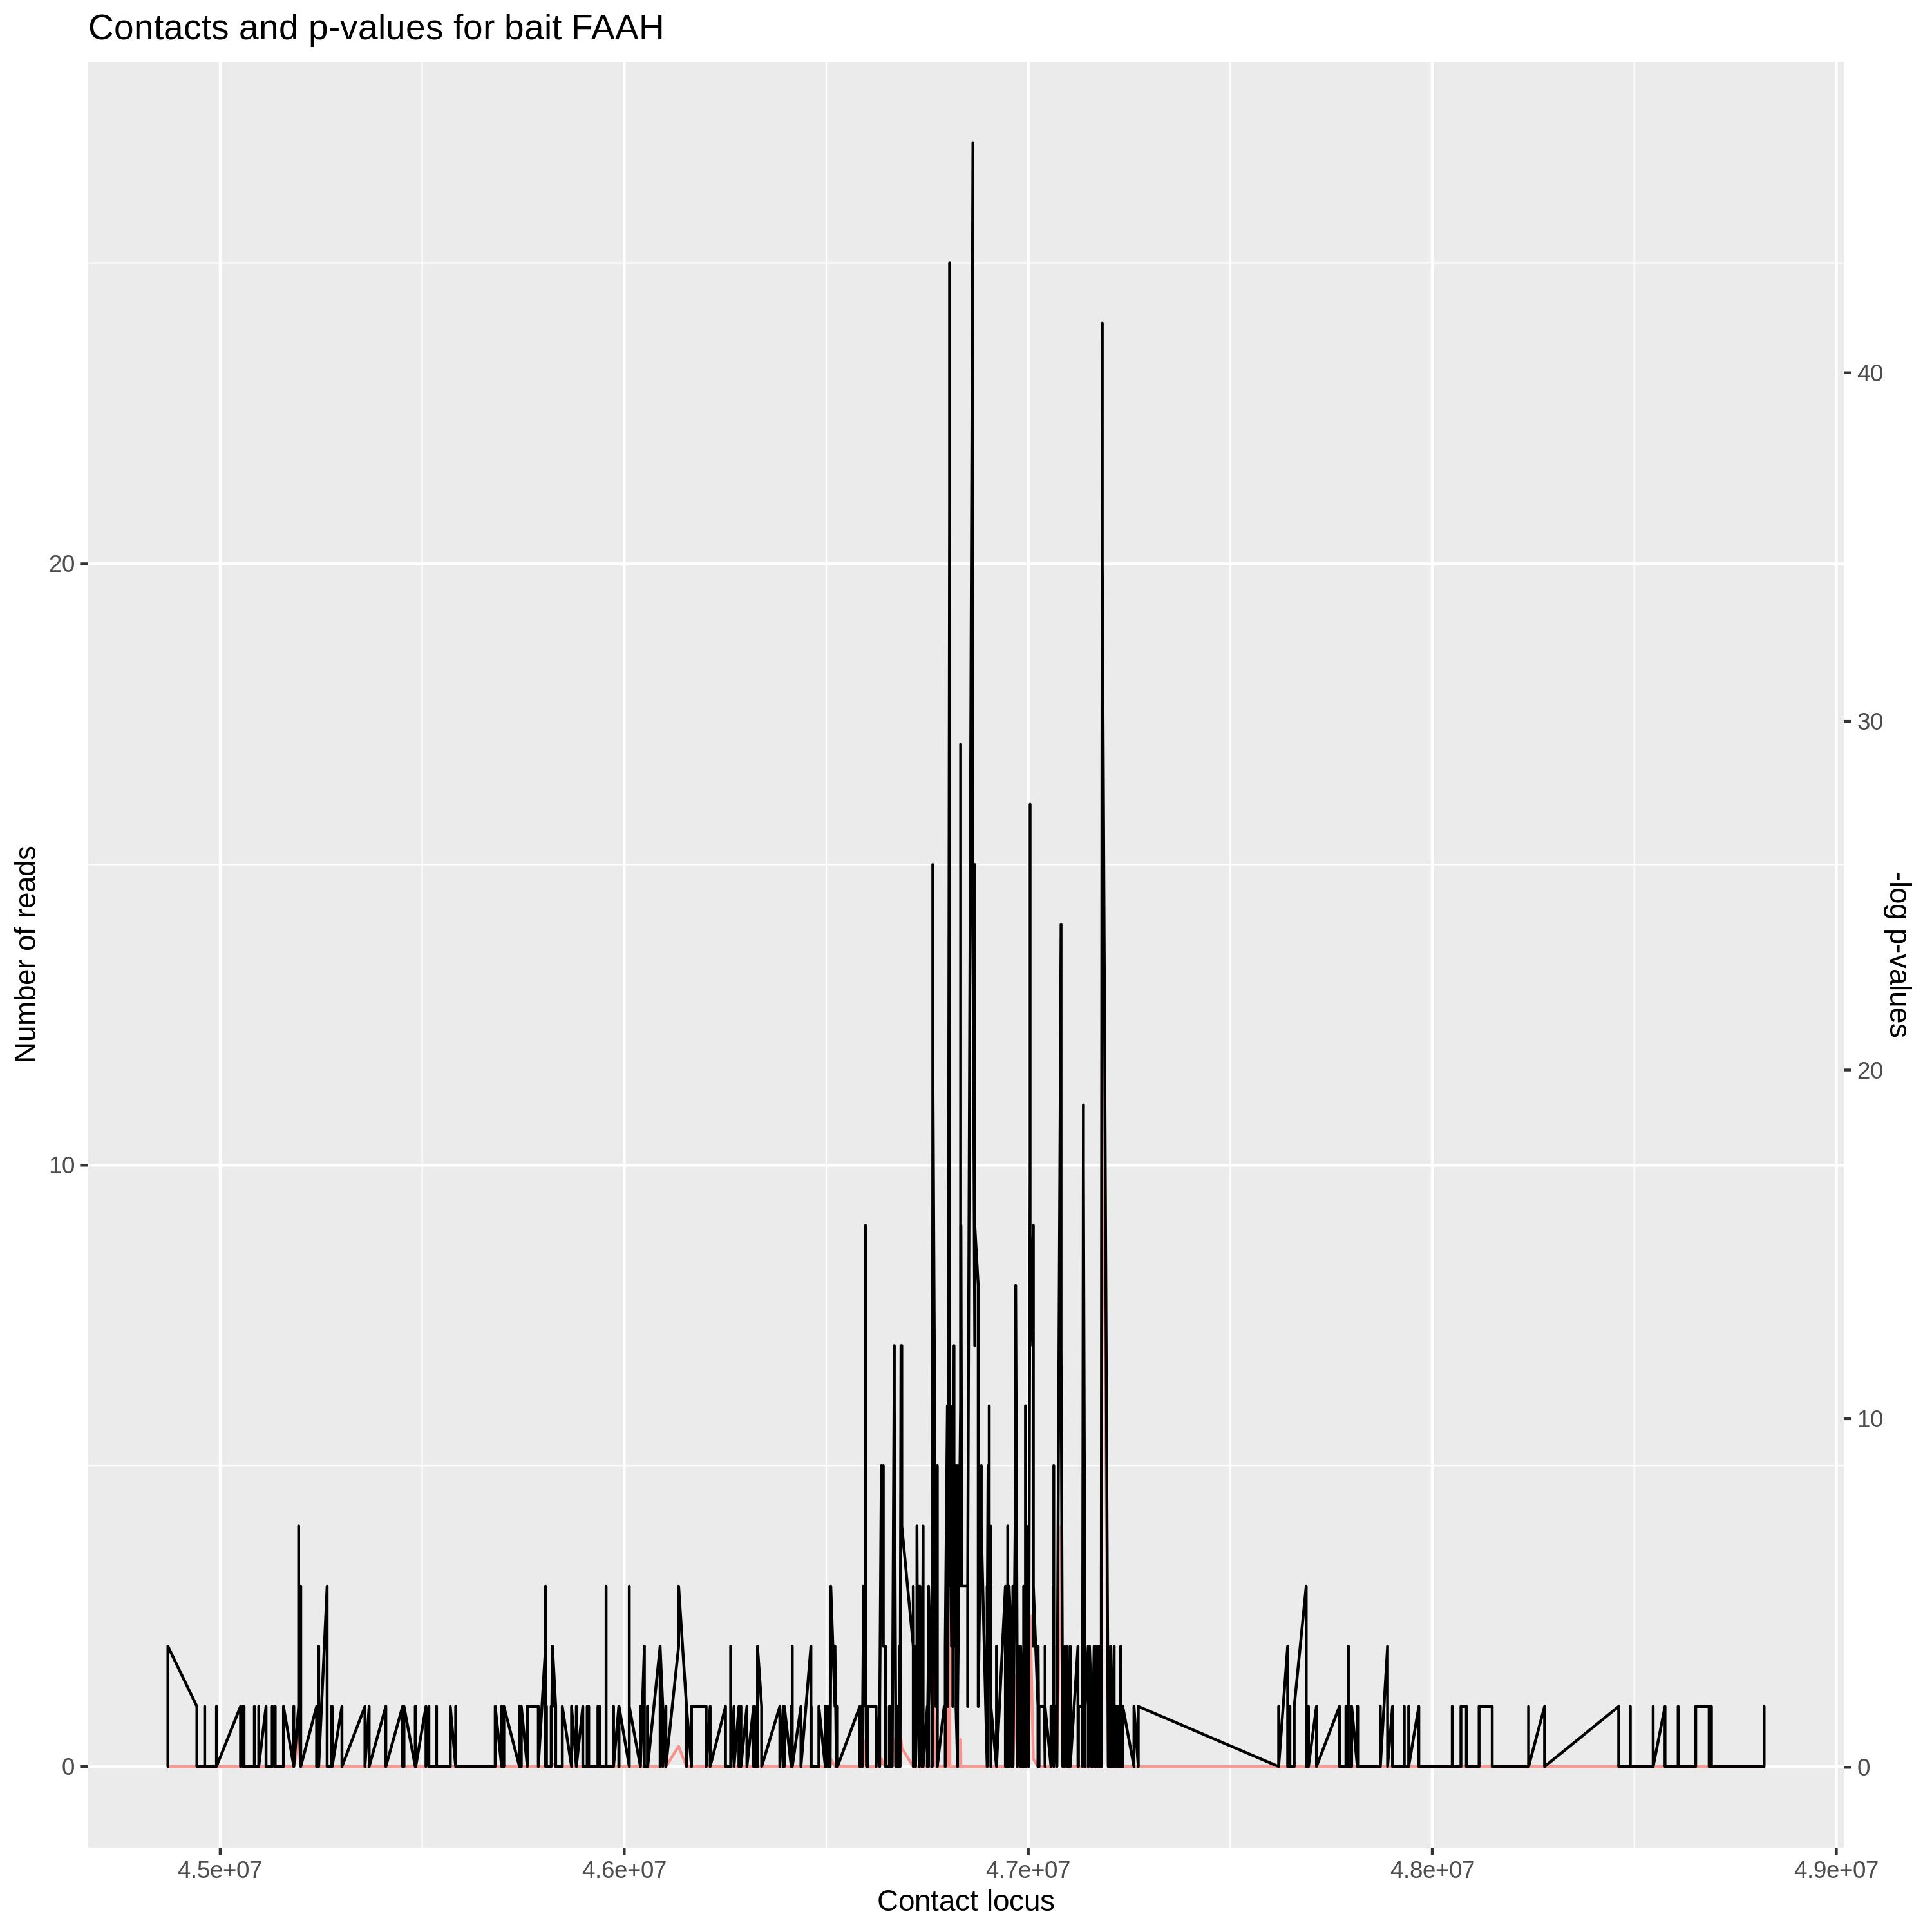 Contacts and p-values for bait FAAH
20
10
0
Number of reads
40
30
20
10
0
-log p-values
4.5e+07 4.6e+07 4.7e+07 4.8e+07 4.9e+07
Contact locus